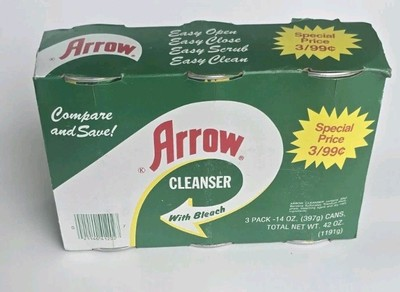 Arrow®
Easy Open
Easy Close
Easy Scrub
Easy Clean
Special
Price
3/99¢
Compare
and Save!
Arrow®
CLEANSER
With Bleach
Special
Price
3/99¢
3 PACK -14 OZ. (397g) CANS.
TOTAL NET WT. 42 OZ.
(1191g)